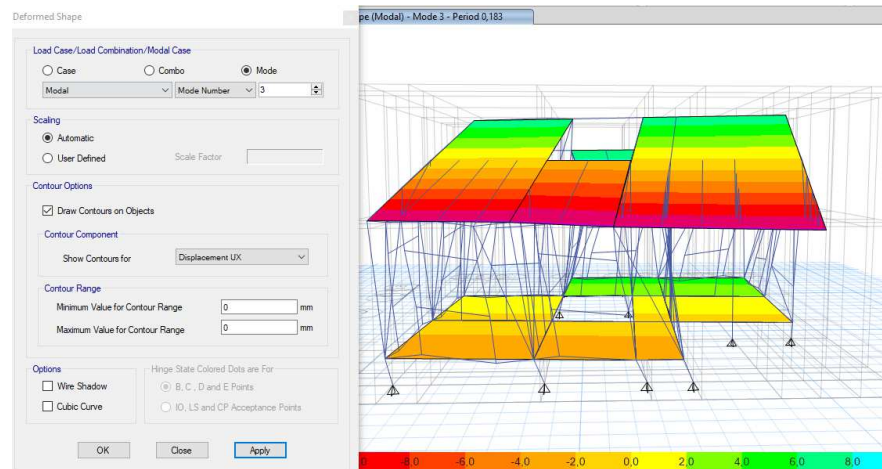 Deformed Shape
pe (Modal) - Mode 3 - Period 0,183
Load Case/Load Combination/Modal Case
Case Combo Mode
Modal Mode Number 3
Scaling
Automatic
User Defined Scale Factor
Contour Options
Draw Contours on Objects
Contour Component
Show Contours for Displacement UX
Contour Range
Minimum Value for Contour Range 0 mm
Maximum Value for Contour Range 0 mm
Options
Wire Shadow
Cubic Curve
Hinge State Colored Dots are For
B, C, D and E Points
IO, LS and CP Acceptance Points
OK Close Apply
-8,0 -6,0 -4,0 -2,0 0,0 2,0 4,0 6,0 8,0